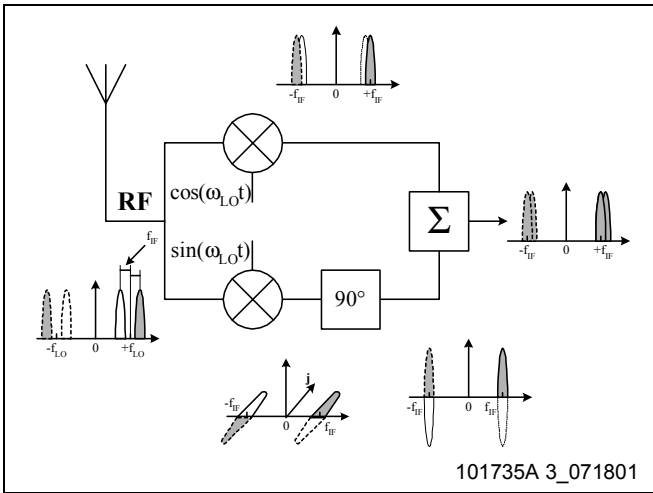 -f_IF 0 +f_IF
RF
cos(ω_LO t)
f_IF
sin(ω_LO t)
Σ
-f_IF 0 +f_IF
90°
-f_LO 0 +f_LO
-f_IF 0 f_IF
j
-f_IF 0 f_IF
101735A 3_071801